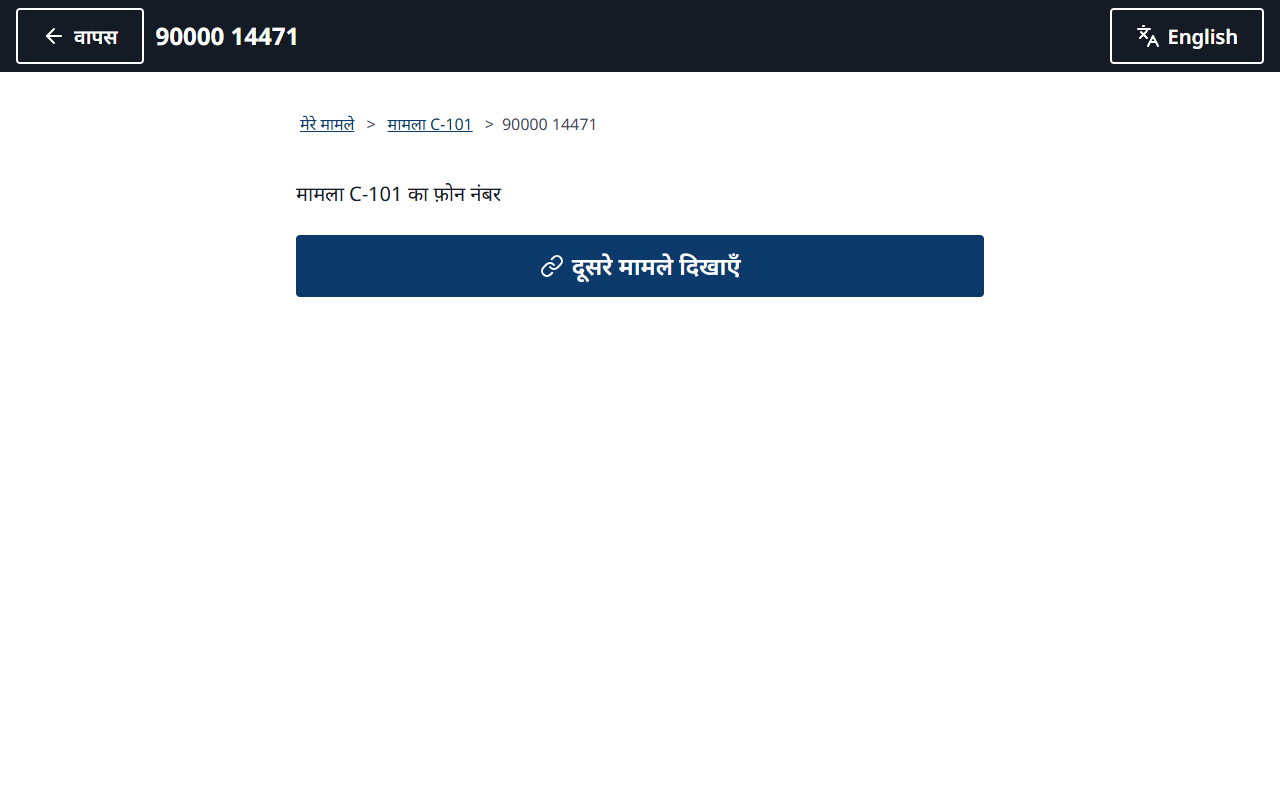 वापस 90000 14471 English
मेरे मामले > मामला C-101 > 90000 14471
मामला C-101 का फ़ोन नंबर
दूसरे मामले दिखाएँ